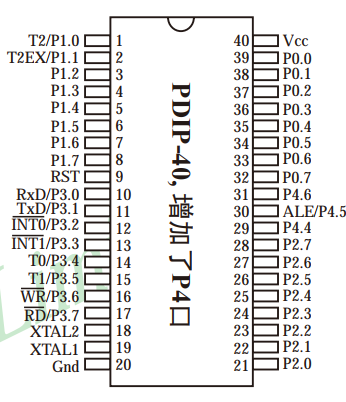 T2/P1.0 1 40 Vcc
T2EX/P1.1 2 39 P0.0
P1.2 3 38 P0.1
P1.3 4 37 P0.2
P1.4 5 36 P0.3
P1.5 6 35 P0.4
P1.6 7 34 P0.5
P1.7 8 33 P0.6
RST 9 32 P0.7
RxD/P3.0 10 31 P4.6
TxD/P3.1 11 30 ALE/P4.5
INT0/P3.2 12 29 P4.4
INT1/P3.3 13 28 P2.7
T0/P3.4 14 27 P2.6
T1/P3.5 15 26 P2.5
WR/P3.6 16 25 P2.4
RD/P3.7 17 24 P2.3
XTAL2 18 23 P2.2
XTAL1 19 22 P2.1
Gnd 20 21 P2.0
PDIP-40, 增加了P4口